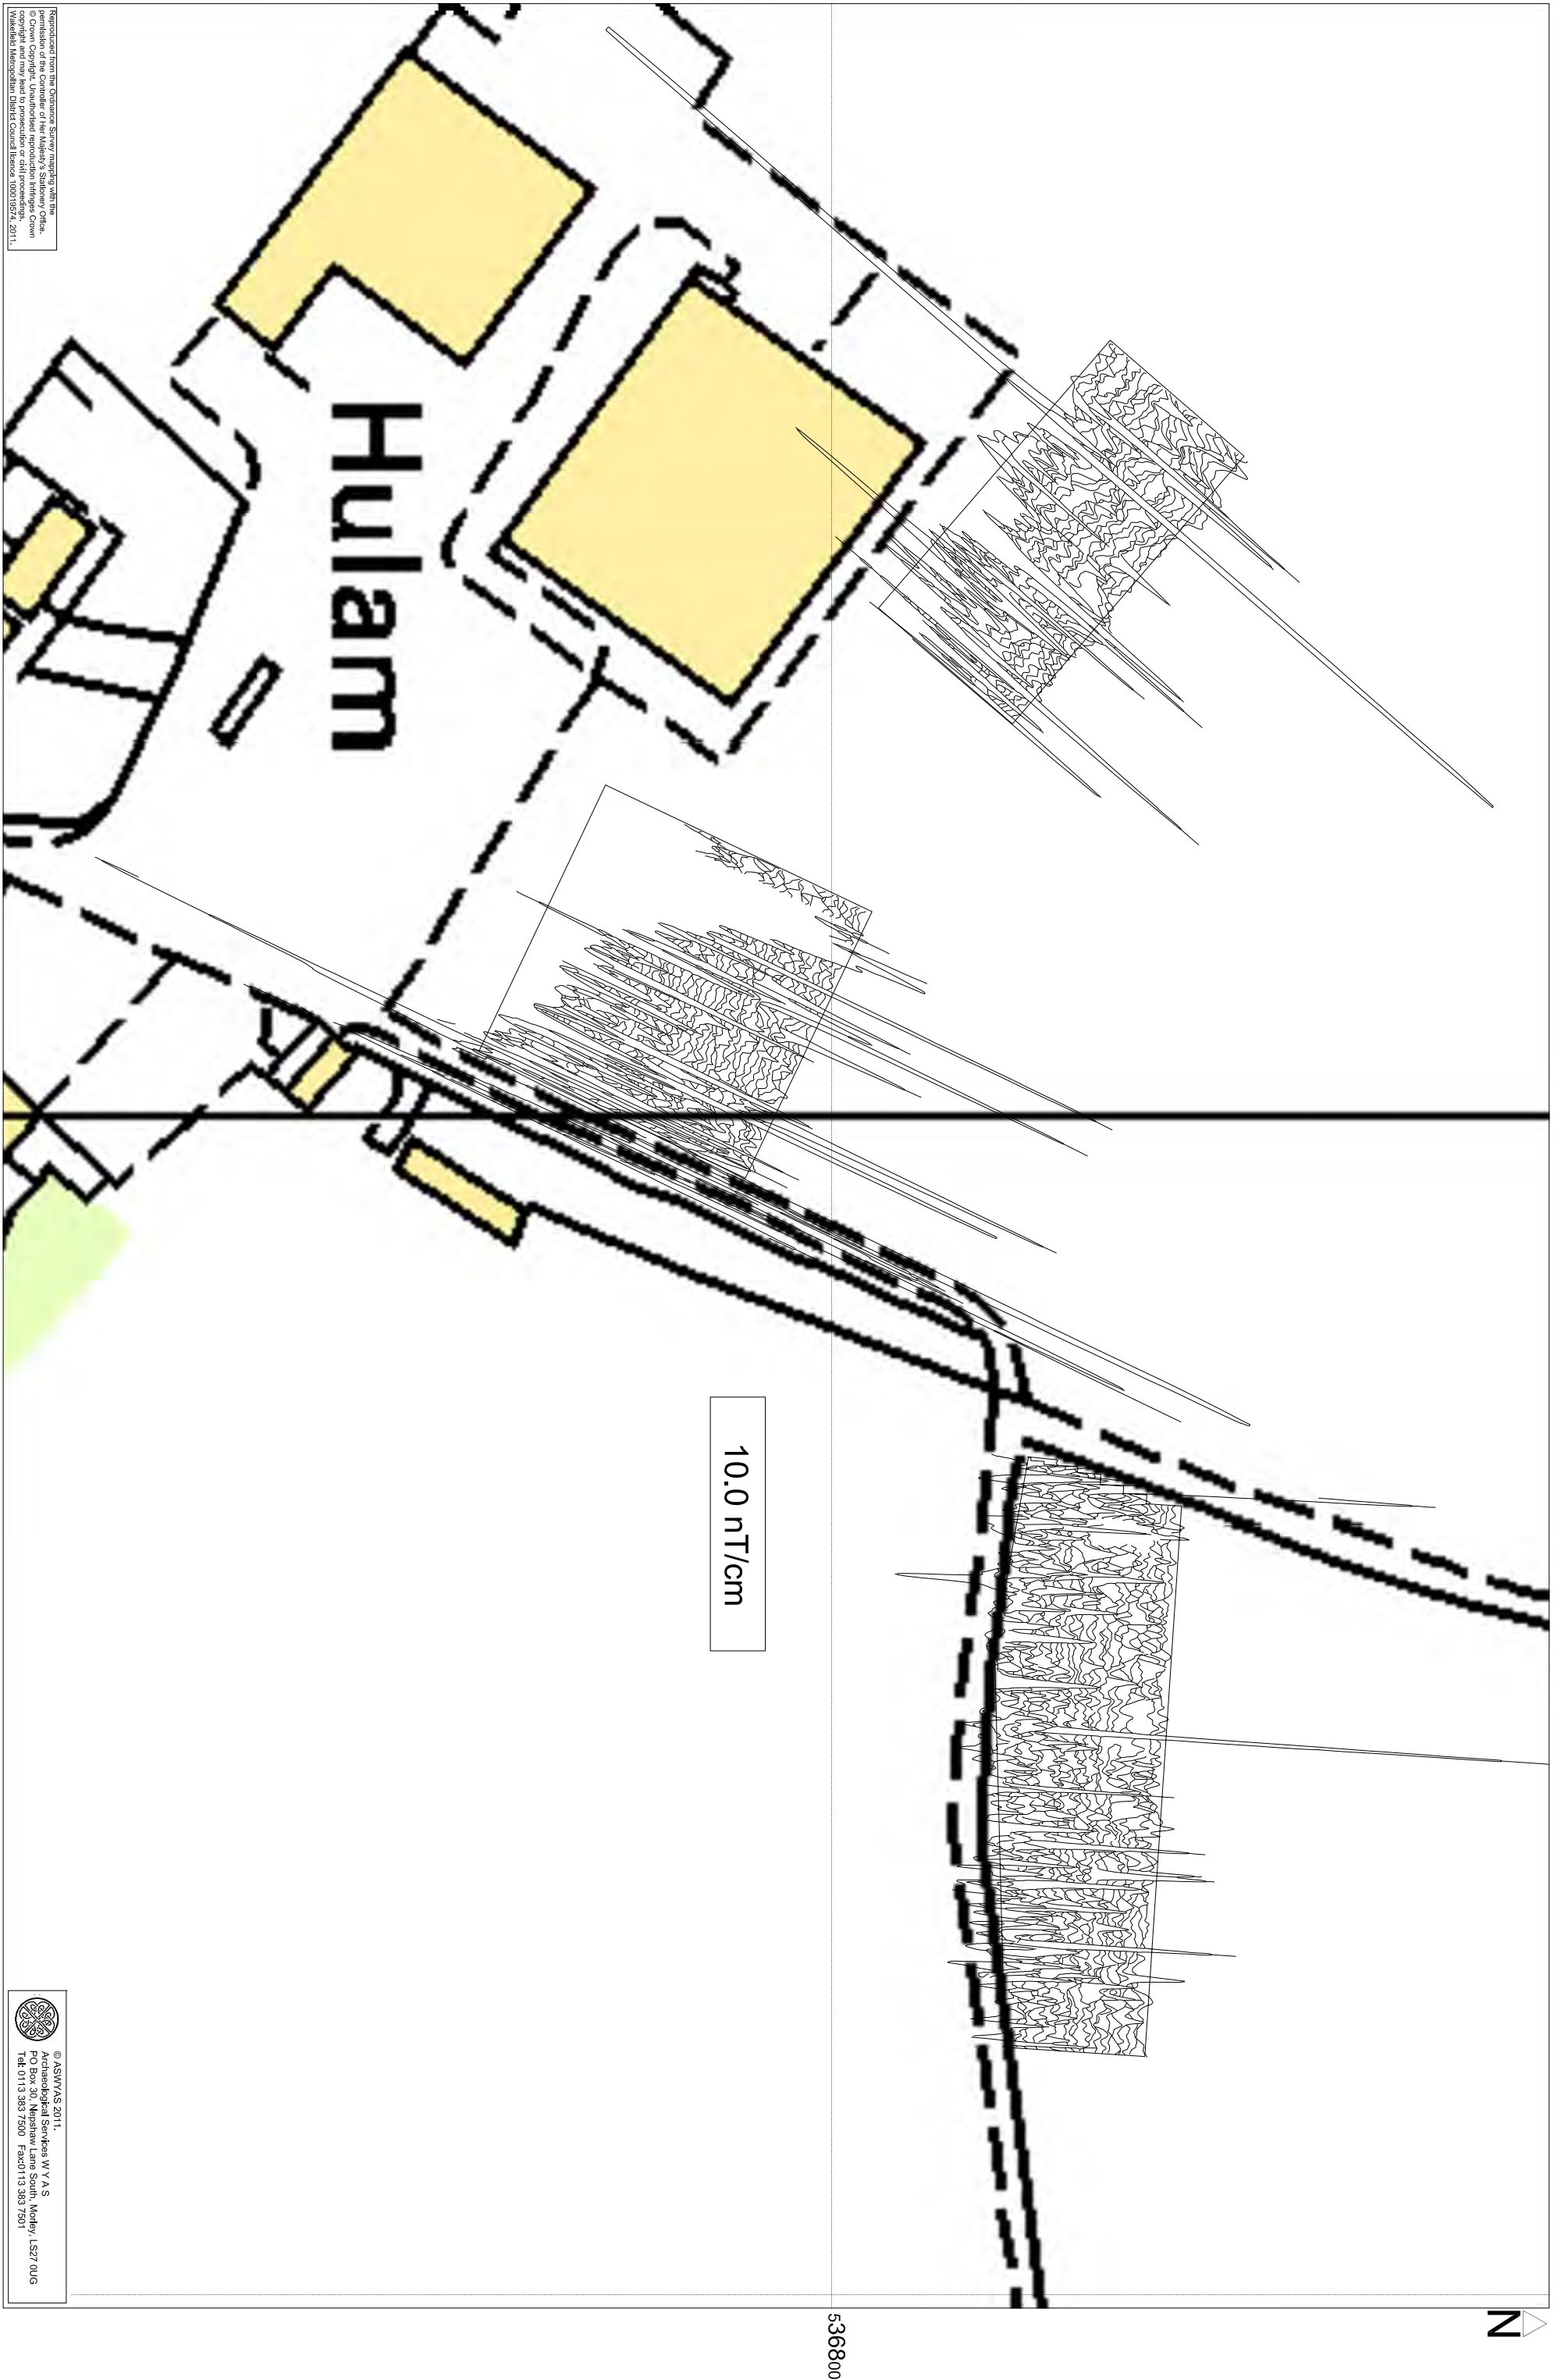 Reproduced from the Ordnance Survey mapping with the
permission of the Controller of Her Majesty's Stationery Office.
© Crown Copyright. Unauthorised reproduction infringes Crown
copyright and may lead to prosecution or civil proceedings.
Wakefield Metropolitan District Council licence 100019574, 2011.
Hulam
10.0 nT/cm
© ASWYAS 2011.
Archaeological Services W Y A S
PO Box 30, Nepshaw Lane South, Morley, LS27 0UG
Tel: 0113 383 7500 Fax: 0113 383 7501
536800
N